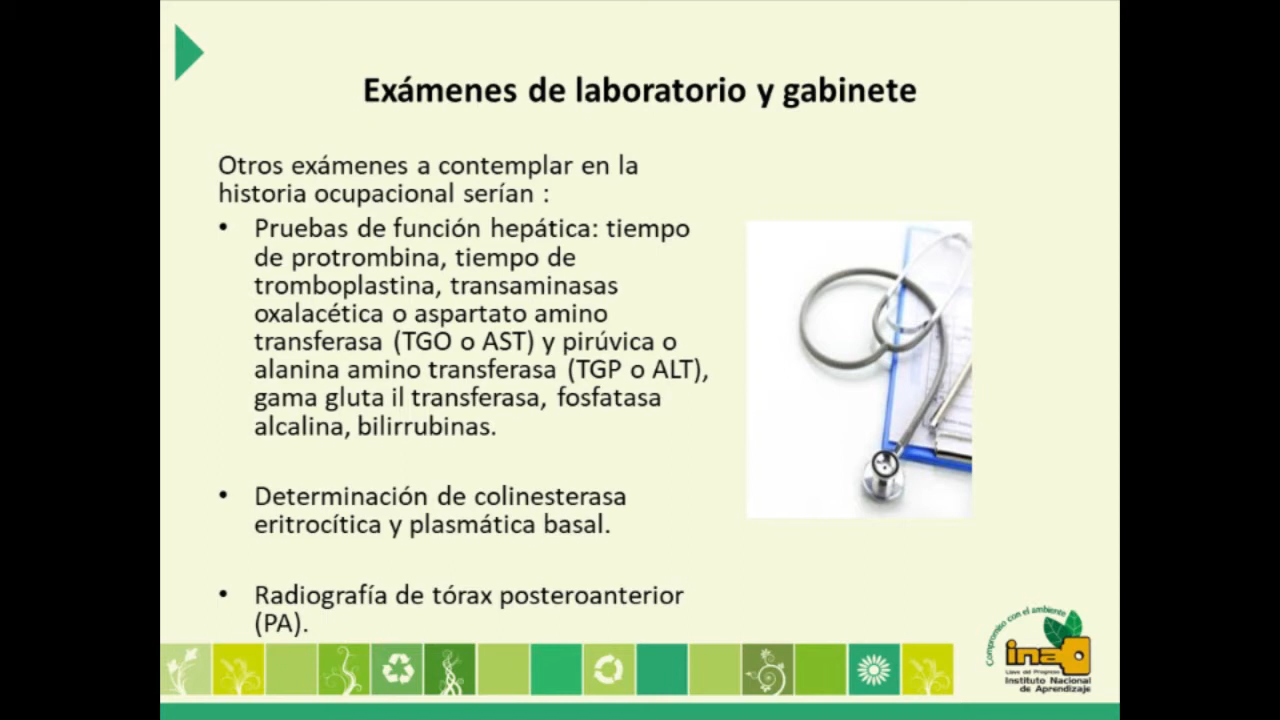 Exámenes de laboratorio y gabinete
Otros exámenes a contemplar en la
historia ocupacional serían :
• Pruebas de función hepática: tiempo
de protrombina, tiempo de
tromboplastina, transaminasas
oxalacética o aspartato amino
transferasa (TGO o AST) y pirúvica o
alanina amino transferasa (TGP o ALT),
gama gluta il transferasa, fosfatasa
alcalina, bilirrubinas.
• Determinación de colinesterasa
eritrocítica y plasmática basal.
• Radiografía de tórax posteroanterior
(PA).
Compromiso con el ambiente
ina
Llave del Progreso
Instituto Nacional
de Aprendizaje